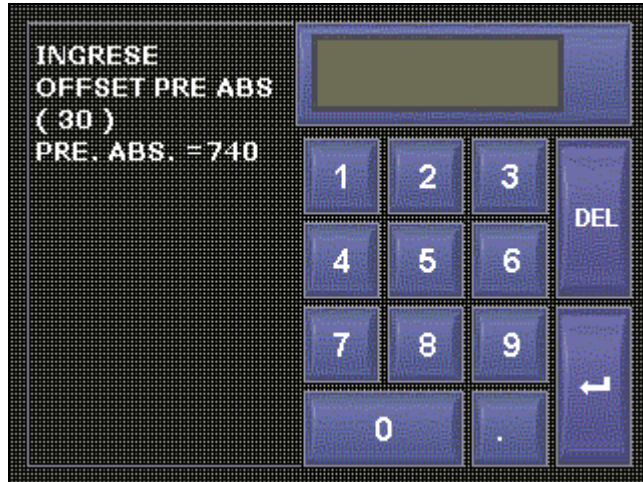 INGRESE
OFFSET PRE ABS
( 30 )
PRE. ABS. =740
1 2 3
DEL
4 5 6
7 8 9
0 .